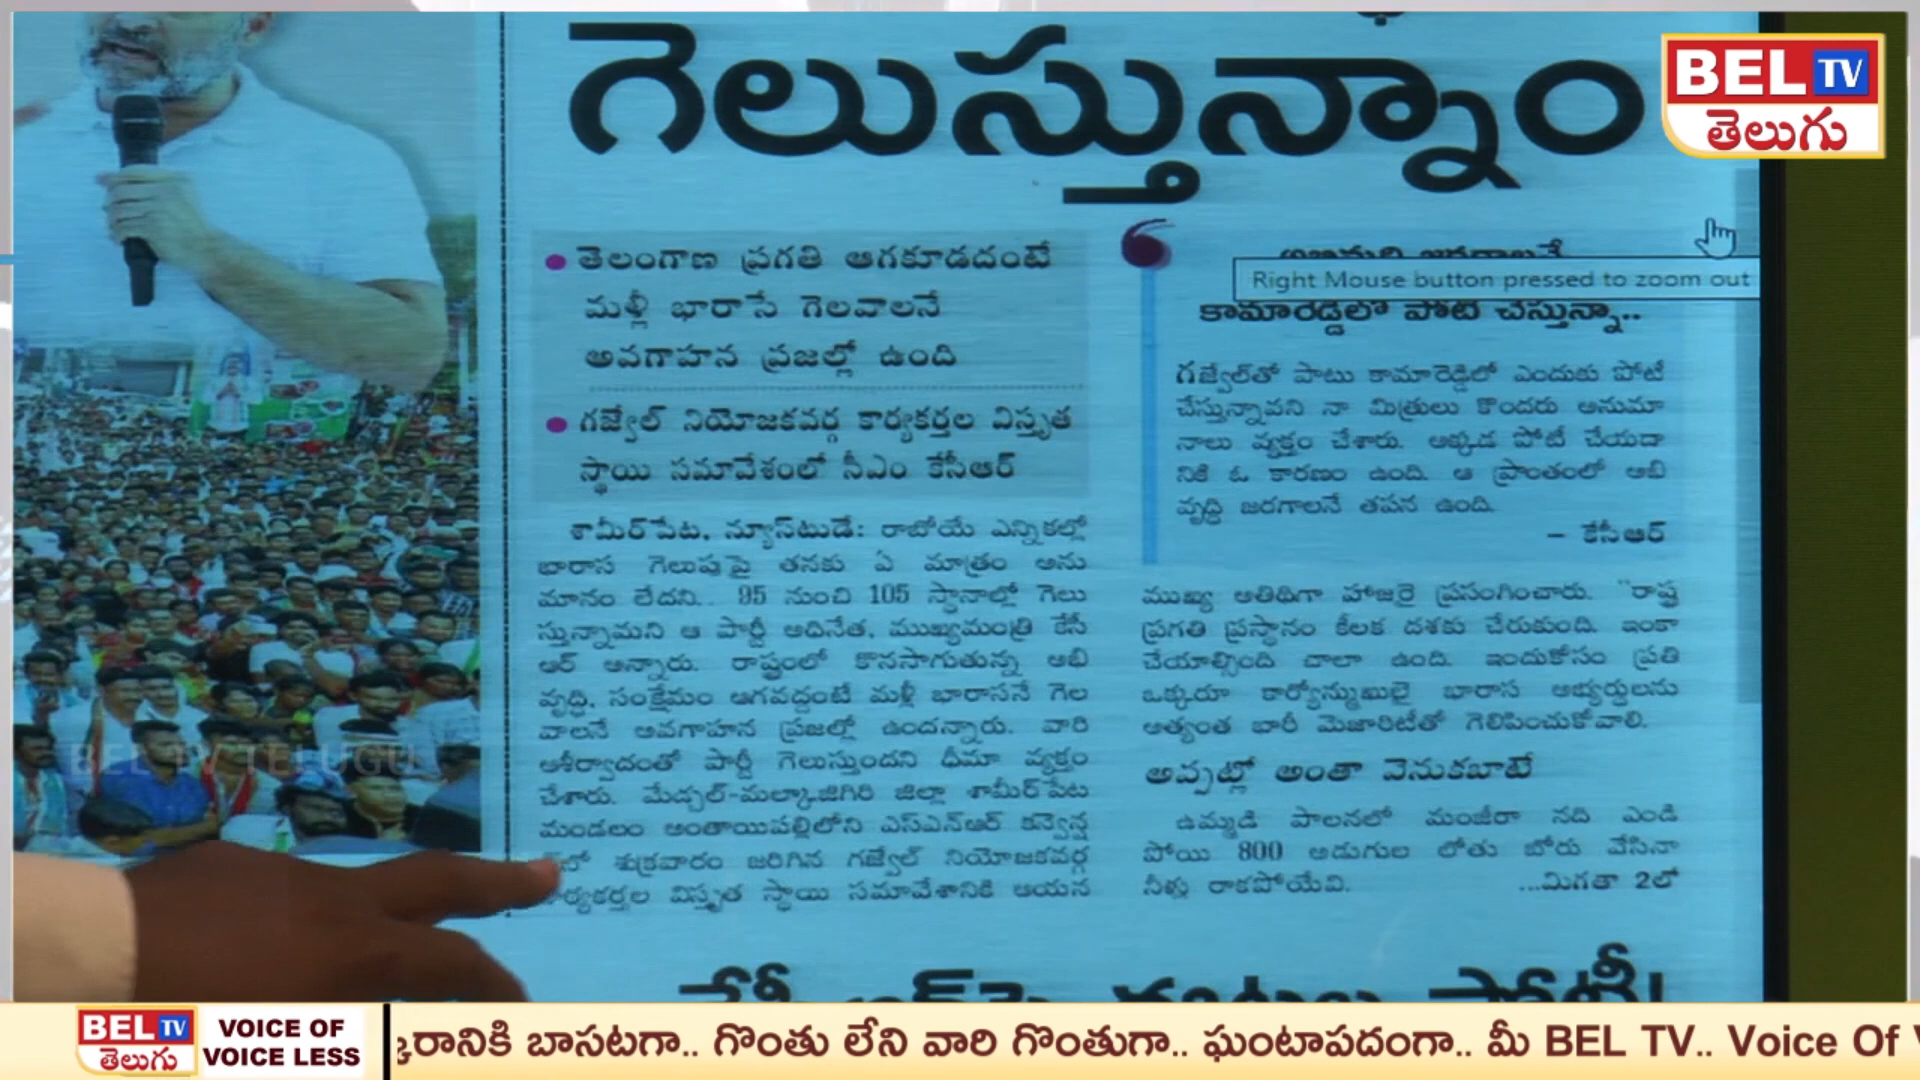 గెలుస్తున్నాం
BEL TV
తెలుగు
• తెలంగాణ ప్రగతి ఆగకూడదంటే
మళ్లీ భారాసే గెలవాలనే
అవగాహన ప్రజల్లో ఉంది
• గజ్వేల్ నియోజకవర్గ కార్యకర్తల విస్తృత
స్థాయి సమావేశంలో సీఎం కేసీఆర్
శామీర్‌పేట, న్యూస్‌టుడే: రాబోయే ఎన్నికల్లో
భారాస గెలుపుపై తనకు ఏ మాత్రం అను
మానం లేదని.. 95 నుంచి 105 స్థానాల్లో గెలు
స్తున్నామని ఆ పార్టీ అధినేత, ముఖ్యమంత్రి కేసీ
ఆర్ అన్నారు. రాష్ట్రంలో కొనసాగుతున్న అభి
వృద్ధి, సంక్షేమం ఆగవద్దంటే మళ్లీ భారాసనే గెల
వాలనే అవగాహన ప్రజల్లో ఉందన్నారు. వారి
ఆశీర్వాదంతో పార్టీ గెలుస్తుందని ధీమా వ్యక్తం
చేశారు. మేడ్చల్-మల్కాజిగిరి జిల్లా శామీర్‌పేట
మండలం అంతాయిపల్లిలోని ఎస్ఎన్ఆర్ కన్వెన్ష
లో శుక్రవారం జరిగిన గజ్వేల్ నియోజకవర్గ
కార్యకర్తల విస్తృత స్థాయి సమావేశానికి ఆయన
Right Mouse button pressed to zoom out
కామారెడ్డిలో పోటీ చేస్తున్నా..
గజ్వేల్‌తో పాటు కామారెడ్డిలో ఎందుకు పోటీ
చేస్తున్నావని నా మిత్రులు కొందరు అనుమా
నాలు వ్యక్తం చేశారు. అక్కడ పోటీ చేయడా
నికి ఓ కారణం ఉంది. ఆ ప్రాంతంలో అభి
వృద్ధి జరగాలనే తపన ఉంది.
– కేసీఆర్
ముఖ్య అతిథిగా హాజరై ప్రసంగించారు. "రాష్ట్ర
ప్రగతి ప్రస్థానం కీలక దశకు చేరుకుంది. ఇంకా
చేయాల్సింది చాలా ఉంది. ఇందుకోసం ప్రతి
ఒక్కరూ కార్యోన్ముఖులై భారాస అభ్యర్థులను
అత్యంత భారీ మెజారిటీతో గెలిపించుకోవాలి.
అప్పట్లో అంతా వెనుకబాటే
ఉమ్మడి పాలనలో మంజీరా నది ఎండి
పోయి 800 అడుగుల లోతు బోరు వేసినా
నీళ్లు రాకపోయేవి. ...మిగతా 2లో
BEL TV TELUGU
BEL TV
తెలుగు
VOICE OF
VOICE LESS
రానికి బాసటగా.. గొంతు లేని వారి గొంతుగా.. ఘంటాపదంగా.. మీ BEL TV.. Voice Of